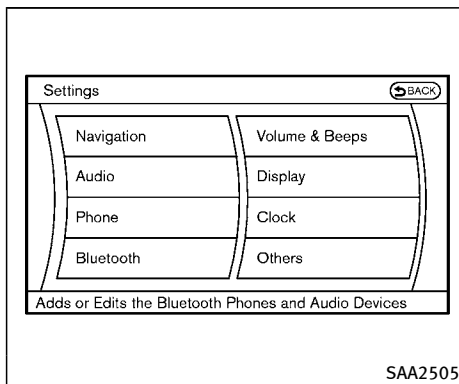 Settings
BACK
Navigation
Volume & Beeps
Audio
Display
Phone
Clock
Bluetooth
Others
Adds or Edits the Bluetooth Phones and Audio Devices
SAA2505